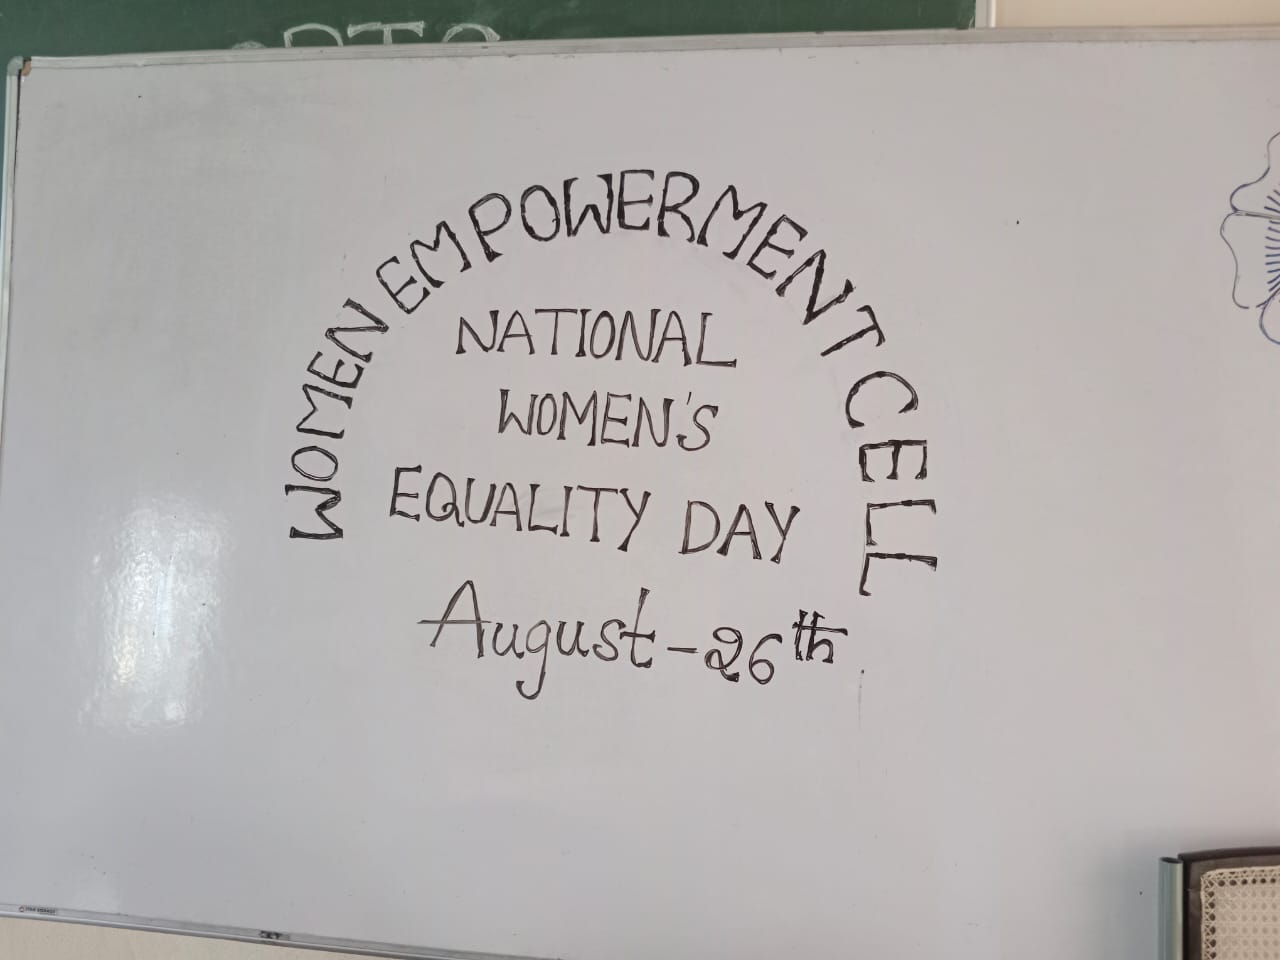 WOMEN EMPOWERMENT CELL
NATIONAL
WOMEN'S
EQUALITY DAY
August-26th